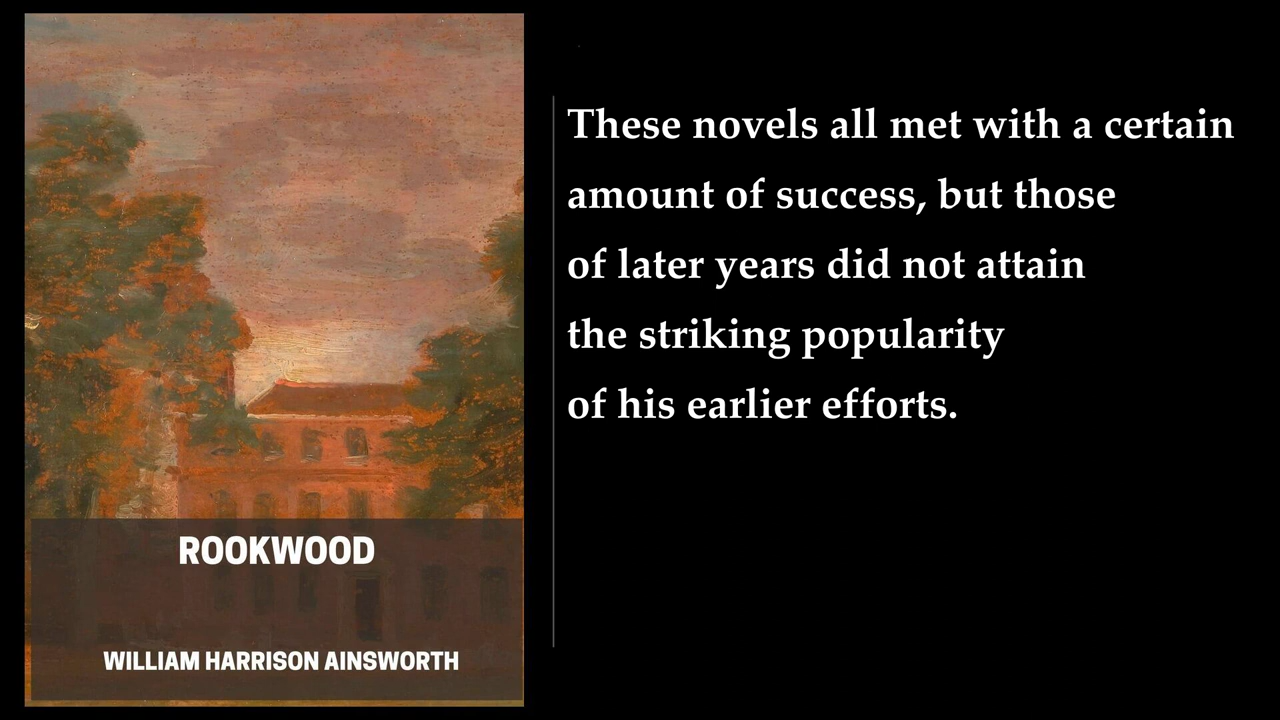 ROOKWOOD
WILLIAM HARRISON AINSWORTH
These novels all met with a certain
amount of success, but those
of later years did not attain
the striking popularity
of his earlier efforts.